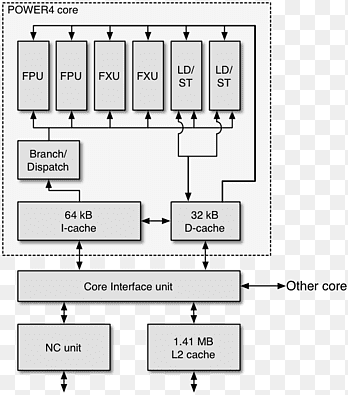 POWER4 core
FPU
FPU
FXU
FXU
LD/
ST
LD/
ST
Branch/
Dispatch
64 kB
I-cache
32 kB
D-cache
Core Interface unit
Other core
NC unit
1.41 MB
L2 cache